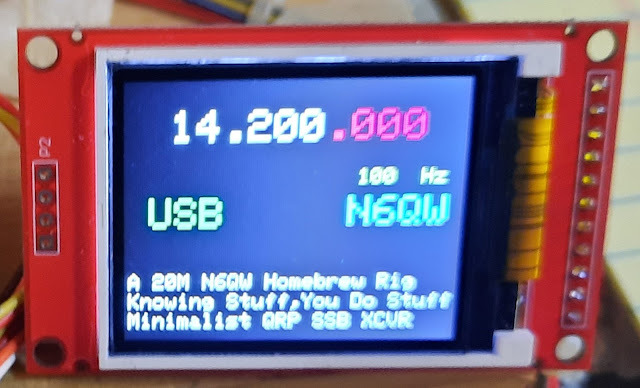 P2
14.200.000
100 Hz
USB N6QW
A 20M N6QW Homebrew Rig
Knowing Stuff,You Do Stuff
Minimalist QRP SSB XCVR